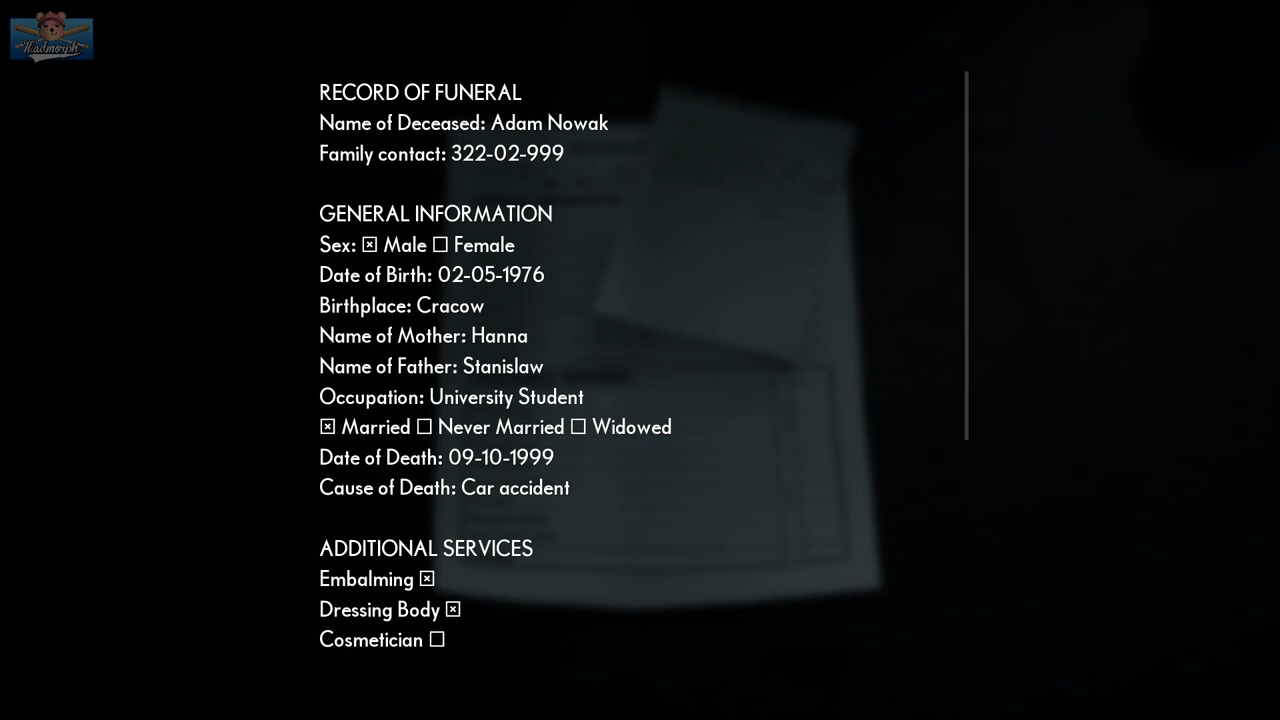 Madmorph
RECORD OF FUNERAL
Name of Deceased: Adam Nowak
Family contact: 322-02-999
GENERAL INFORMATION
Sex: ☒ Male ☐ Female
Date of Birth: 02-05-1976
Birthplace: Cracow
Name of Mother: Hanna
Name of Father: Stanislaw
Occupation: University Student
☒ Married ☐ Never Married ☐ Widowed
Date of Death: 09-10-1999
Cause of Death: Car accident
ADDITIONAL SERVICES
Embalming ☒
Dressing Body ☒
Cosmetician ☐